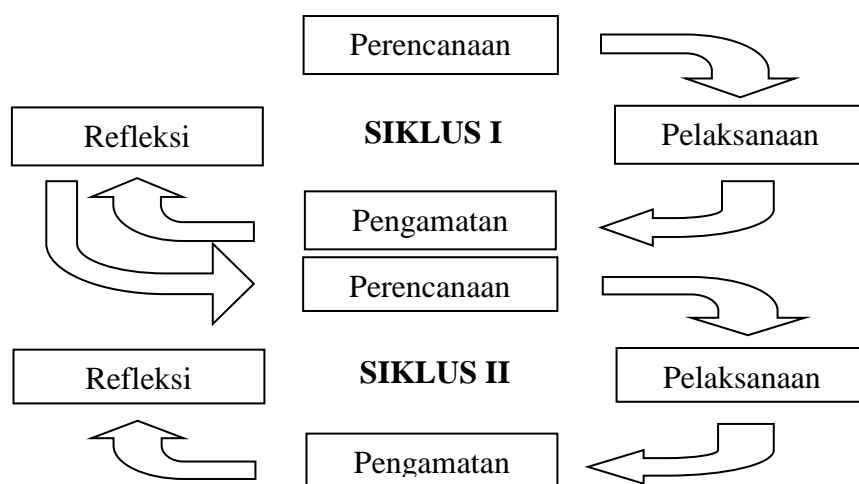 Perencanaan
Refleksi
SIKLUS I
Pelaksanaan
Pengamatan
Perencanaan
Refleksi
SIKLUS II
Pelaksanaan
Pengamatan